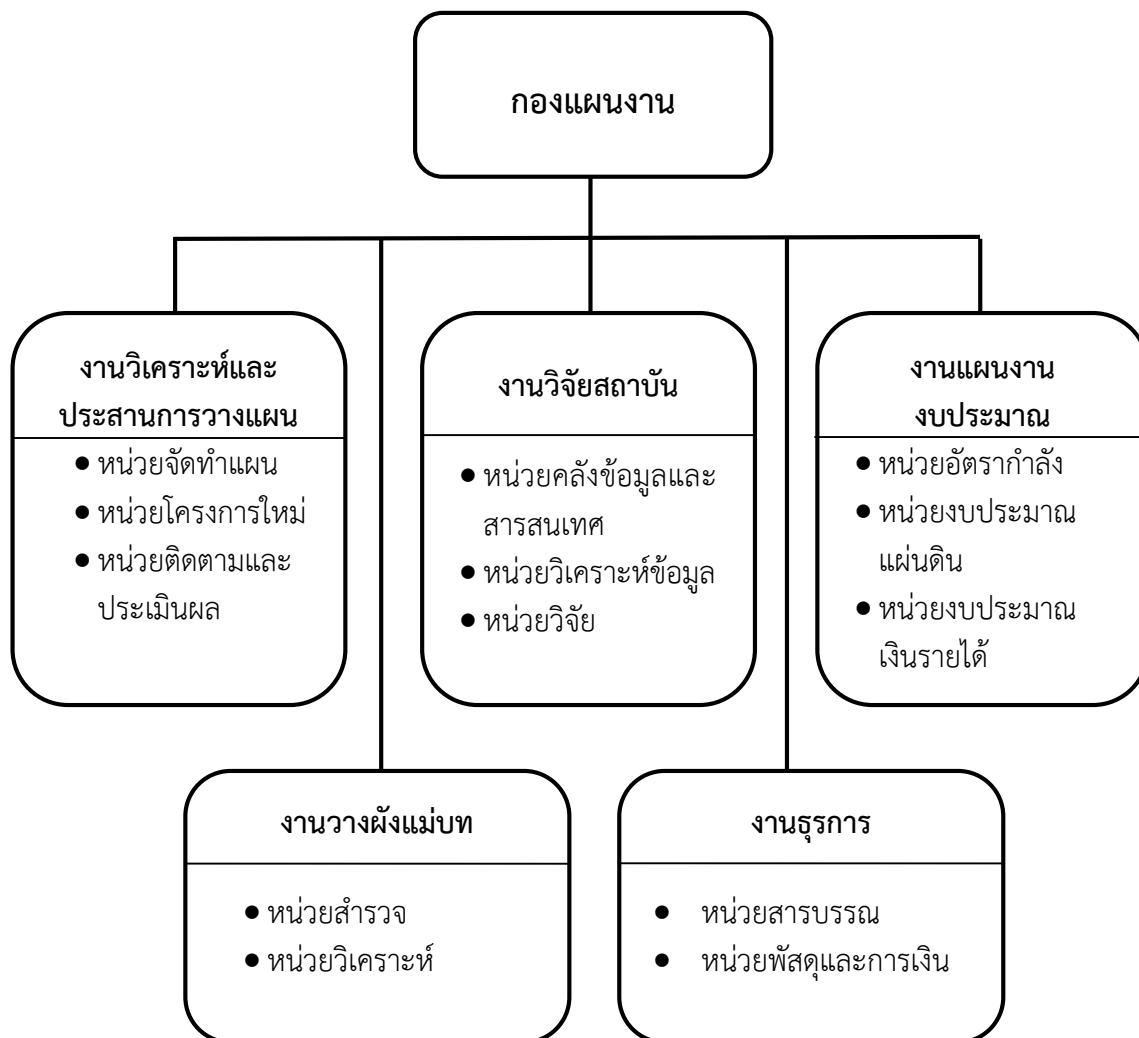 กองแผนงาน
งานวิเคราะห์และ
ประสานการวางแผน
● หน่วยจัดทำแผน
● หน่วยโครงการใหม่
● หน่วยติดตามและ
ประเมินผล
งานวิจัยสถาบัน
● หน่วยคลังข้อมูลและ
สารสนเทศ
● หน่วยวิเคราะห์ข้อมูล
● หน่วยวิจัย
งานแผนงาน
งบประมาณ
● หน่วยอัตรากำลัง
● หน่วยงบประมาณ
แผ่นดิน
● หน่วยงบประมาณ
เงินรายได้
งานวางผังแม่บท
● หน่วยสำรวจ
● หน่วยวิเคราะห์
งานธุรการ
● หน่วยสารบรรณ
● หน่วยพัสดุและการเงิน